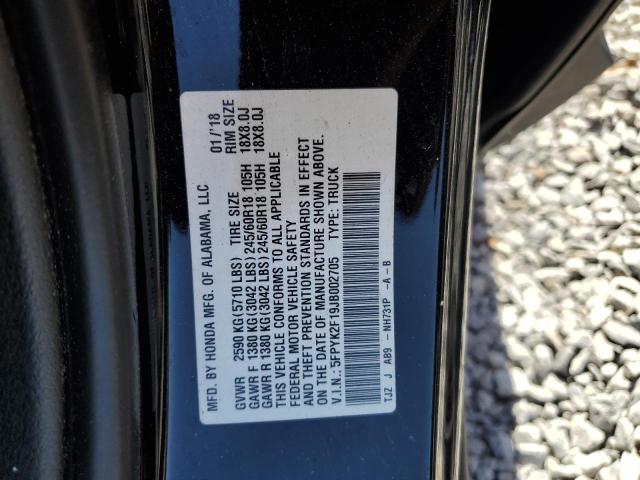 MFD. BY HONDA MFG. OF ALABAMA, LLC 01/'18
GVWR 2590 KG(5710 LBS) TIRE SIZE RIM SIZE
GAWR F 1380 KG(3042 LBS)245/60R18 105H 18X8.0J
GAWR R 1380 KG(3042 LBS)245/60R18 105H 18X8.0J
THIS VEHICLE CONFORMS TO ALL APPLICABLE
FEDERAL MOTOR VEHICLE SAFETY
AND THEFT PREVENTION STANDARDS IN EFFECT
ON THE DATE OF MANUFACTURE SHOWN ABOVE.
V.I.N.: 5FPYK2F19JB002705 TYPE: TRUCK
TJZ J A89 -NH731P -A -B